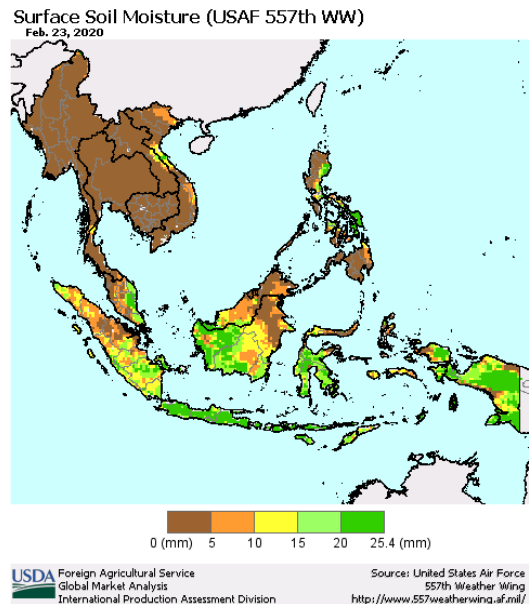 Surface Soil Moisture (USAF 557th WW)
Feb. 23, 2020
0 (mm) 5 10 15 20 25.4 (mm)
USDA Foreign Agricultural Service
Global Market Analysis
International Production Assessment Division
Source: United States Air Force
557th Weather Wing
http://www.557weatherwing.af.mil/